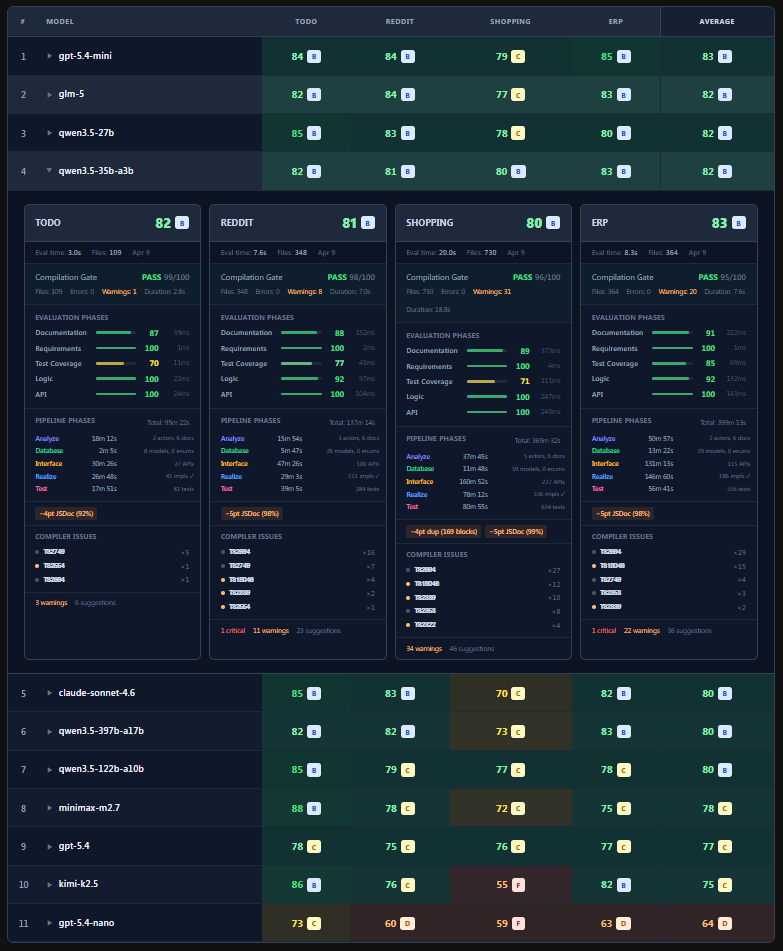 # MODEL TODO REDDIT SHOPPING ERP AVERAGE
1 gpt-5.4-mini 84 B 84 B 79 C 85 B 83 B
2 glm-5 82 B 84 B 77 C 83 B 82 B
3 qwen3.5-27b 85 B 83 B 78 C 80 B 82 B
4 qwen3.5-35b-a3b 82 B 81 B 80 B 83 B 82 B
TODO 82 B
Eval time: 3.0s Files: 109 Apr 9
Compilation Gate PASS 99/100
Files: 109 Errors: 0 Warnings: 1 Duration: 2.8s
EVALUATION PHASES
Documentation 87 39ms
Requirements 100 1ms
Test Coverage 70 11ms
Logic 100 22ms
API 100 24ms
PIPELINE PHASES Total: 95m 22s
Analyze 18m 12s 2 actors, 6 docs
Database 2m 5s 8 models, 0 enums
Interface 30m 26s 27 APIs
Realize 26m 48s 41 impls ✓
Test 17m 51s 81 tests
~4pt JSDoc (92%)
COMPILER ISSUES
×5
×1
×1
3 warnings 6 suggestions
REDDIT 81 B
Eval time: 7.6s Files: 348 Apr 9
Compilation Gate PASS 98/100
Files: 348 Errors: 0 Warnings: 8 Duration: 7.0s
EVALUATION PHASES
Documentation 88 152ms
Requirements 100 2ms
Test Coverage 77 41ms
Logic 92 97ms
API 100 104ms
PIPELINE PHASES Total: 137m 14s
Analyze 15m 54s 2 actors, 6 docs
Database 5m 47s 26 models, 0 enums
Interface 47m 26s 100 APIs
Realize 29m 3s 151 impls ✓
Test 39m 5s 284 tests
~5pt JSDoc (98%)
COMPILER ISSUES
×16
×7
×4
×2
×1
1 critical 11 warnings 23 suggestions
SHOPPING 80 B
Eval time: 20.0s Files: 730 Apr 9
Compilation Gate PASS 96/100
Files: 730 Errors: 0 Warnings: 31
Duration: 18.8s
EVALUATION PHASES
Documentation 89 373ms
Requirements 100 4ms
Test Coverage 71 111ms
Logic 100 247ms
API 100 245ms
PIPELINE PHASES Total: 369m 32s
Analyze 37m 45s 5 actors, 6 docs
Database 11m 48s 59 models, 0 enums
Interface 160m 52s 227 APIs
Realize 78m 12s 336 impls ✓
Test 80m 55s 634 tests
~4pt dup (169 blocks) ~5pt JSDoc (99%)
COMPILER ISSUES
×27
×12
×10
×8
×4
34 warnings 46 suggestions
ERP 83 B
Eval time: 8.3s Files: 364 Apr 9
Compilation Gate PASS 95/100
Files: 364 Errors: 0 Warnings: 20 Duration: 7.6s
EVALUATION PHASES
Documentation 91 222ms
Requirements 100 1ms
Test Coverage 85 69ms
Logic 92 132ms
API 100 143ms
PIPELINE PHASES Total: 399m 13s
Analyze 50m 57s 2 actors, 6 docs
Database 13m 22s 29 models, 0 enums
Interface 131m 13s 115 APIs
Realize 146m 60s 186 impls ✓
Test 56m 41s 336 tests
~5pt JSDoc (98%)
COMPILER ISSUES
×29
×15
×4
×3
×2
1 critical 22 warnings 36 suggestions
5 claude-sonnet-4.6 85 B 83 B 70 C 82 B 80 B
6 qwen3.5-397b-a17b 82 B 82 B 73 C 83 B 80 B
7 qwen3.5-122b-a10b 85 B 79 C 77 C 78 C 80 B
8 minimax-m2.7 88 B 78 C 72 C 75 C 78 C
9 gpt-5.4 78 C 75 C 76 C 77 C 77 C
10 kimi-k2.5 86 B 76 C 55 F 82 B 75 C
11 gpt-5.4-nano 73 C 60 D 59 F 63 D 64 D